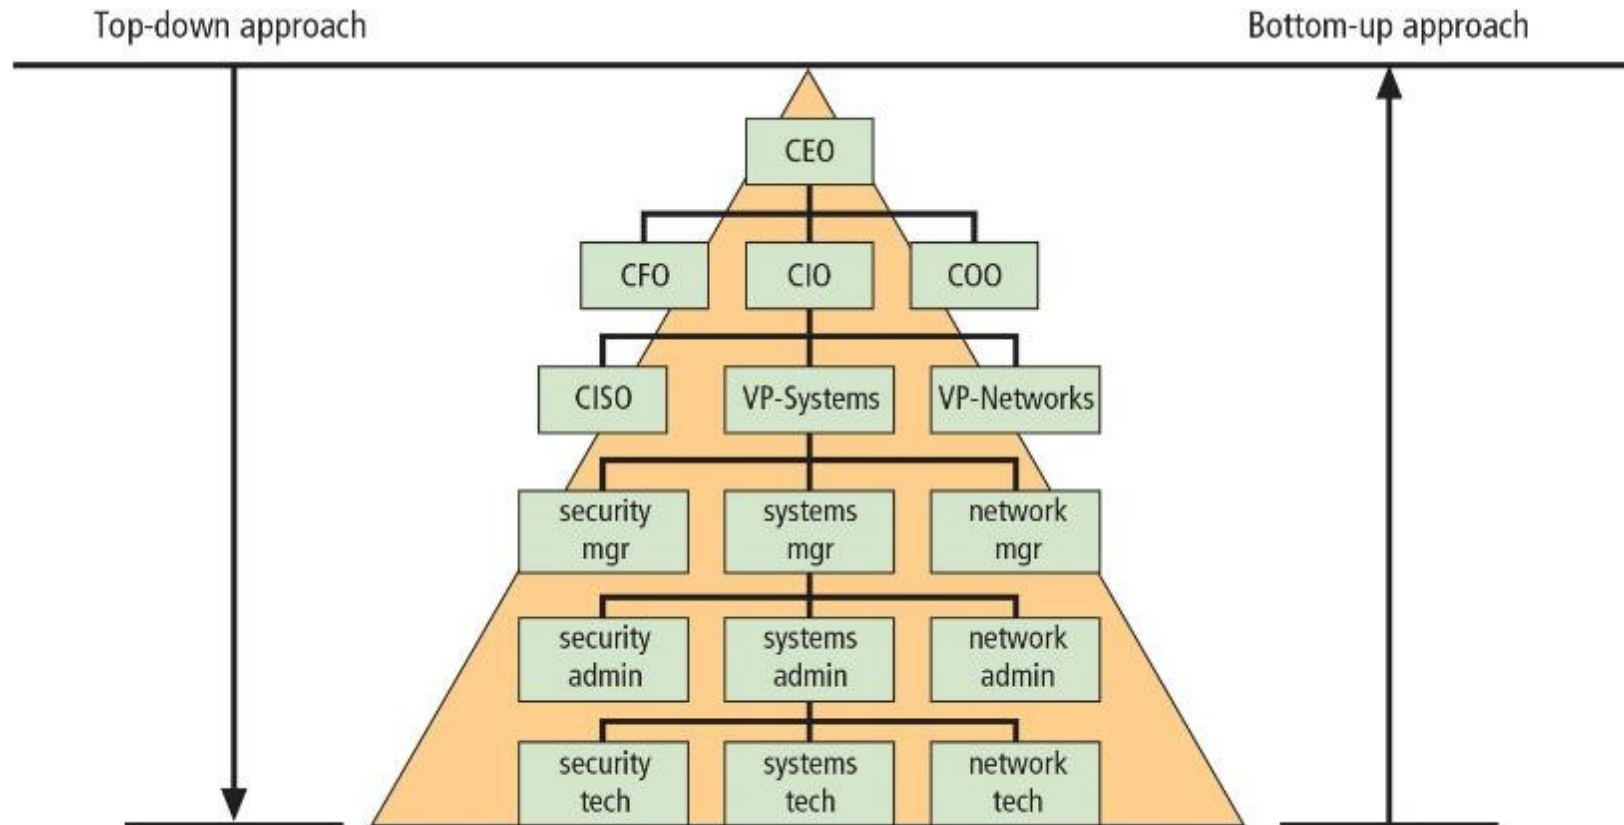 Top-down approach
Bottom-up approach
CEO
CFO
CIO
COO
CISO
VP-Systems
VP-Networks
security
mgr
systems
mgr
network
mgr
security
admin
systems
admin
network
admin
security
tech
systems
tech
network
tech